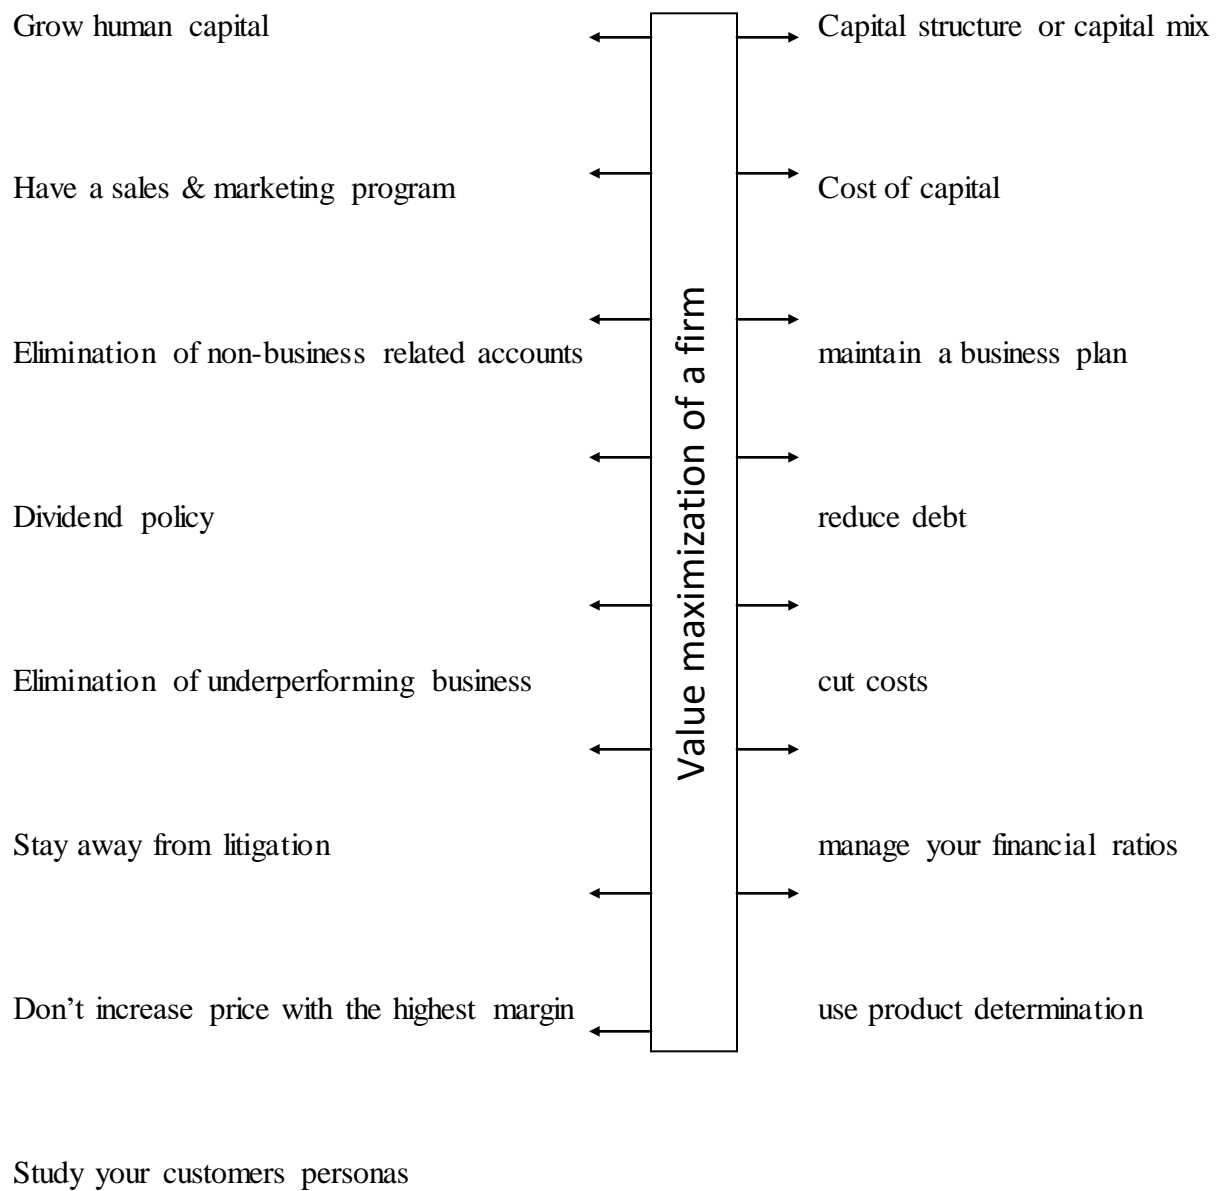 Grow human capital
Capital structure or capital mix
Have a sales & marketing program
Cost of capital
Elimination of non-business related accounts
maintain a business plan
Dividend policy
reduce debt
Elimination of underperforming business
cut costs
Stay away from litigation
manage your financial ratios
Don’t increase price with the highest margin
use product determination
Study your customers personas
Value maximization of a firm